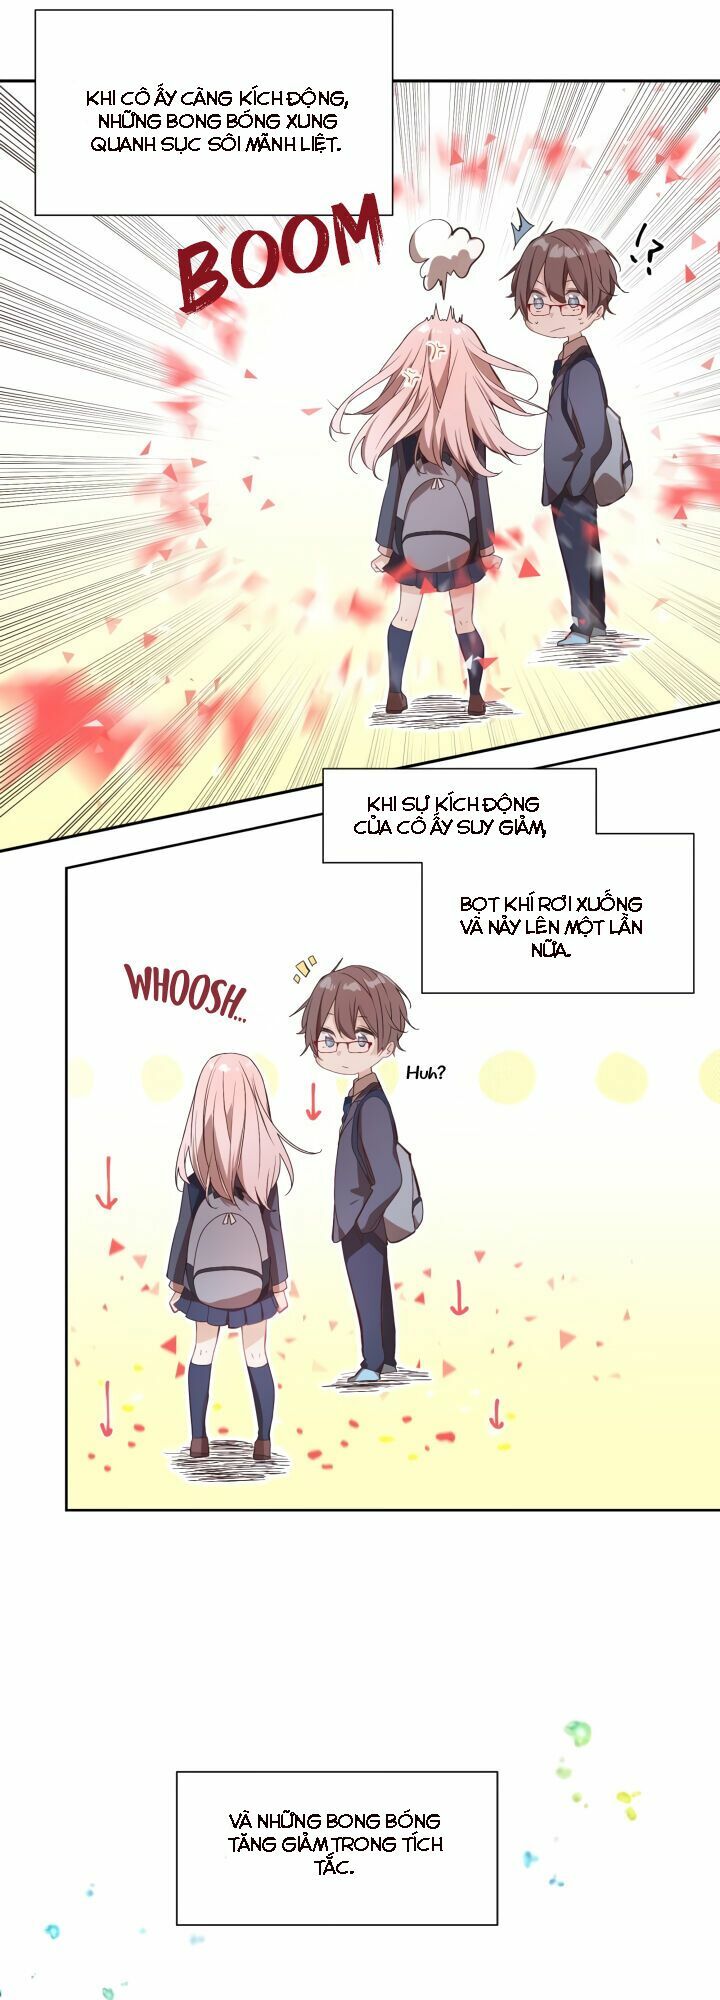 KHI CÔ ẤY CÀNG KÍCH ĐỘNG,
NHỮNG BONG BÓNG XUNG
QUANH SỤC SÔI MÃNH LIỆT.
BOOM
!?
KHI SỰ KÍCH ĐỘNG
CỦA CÔ ẤY SUY GIẢM,
BỌT KHÍ RƠI XUỐNG
VÀ NẢY LÊN MỘT LẦN
NỮA.
WHOOSH...
Huh?
VÀ NHỮNG BONG BÓNG
TĂNG GIẢM TRONG TÍCH
TẮC.